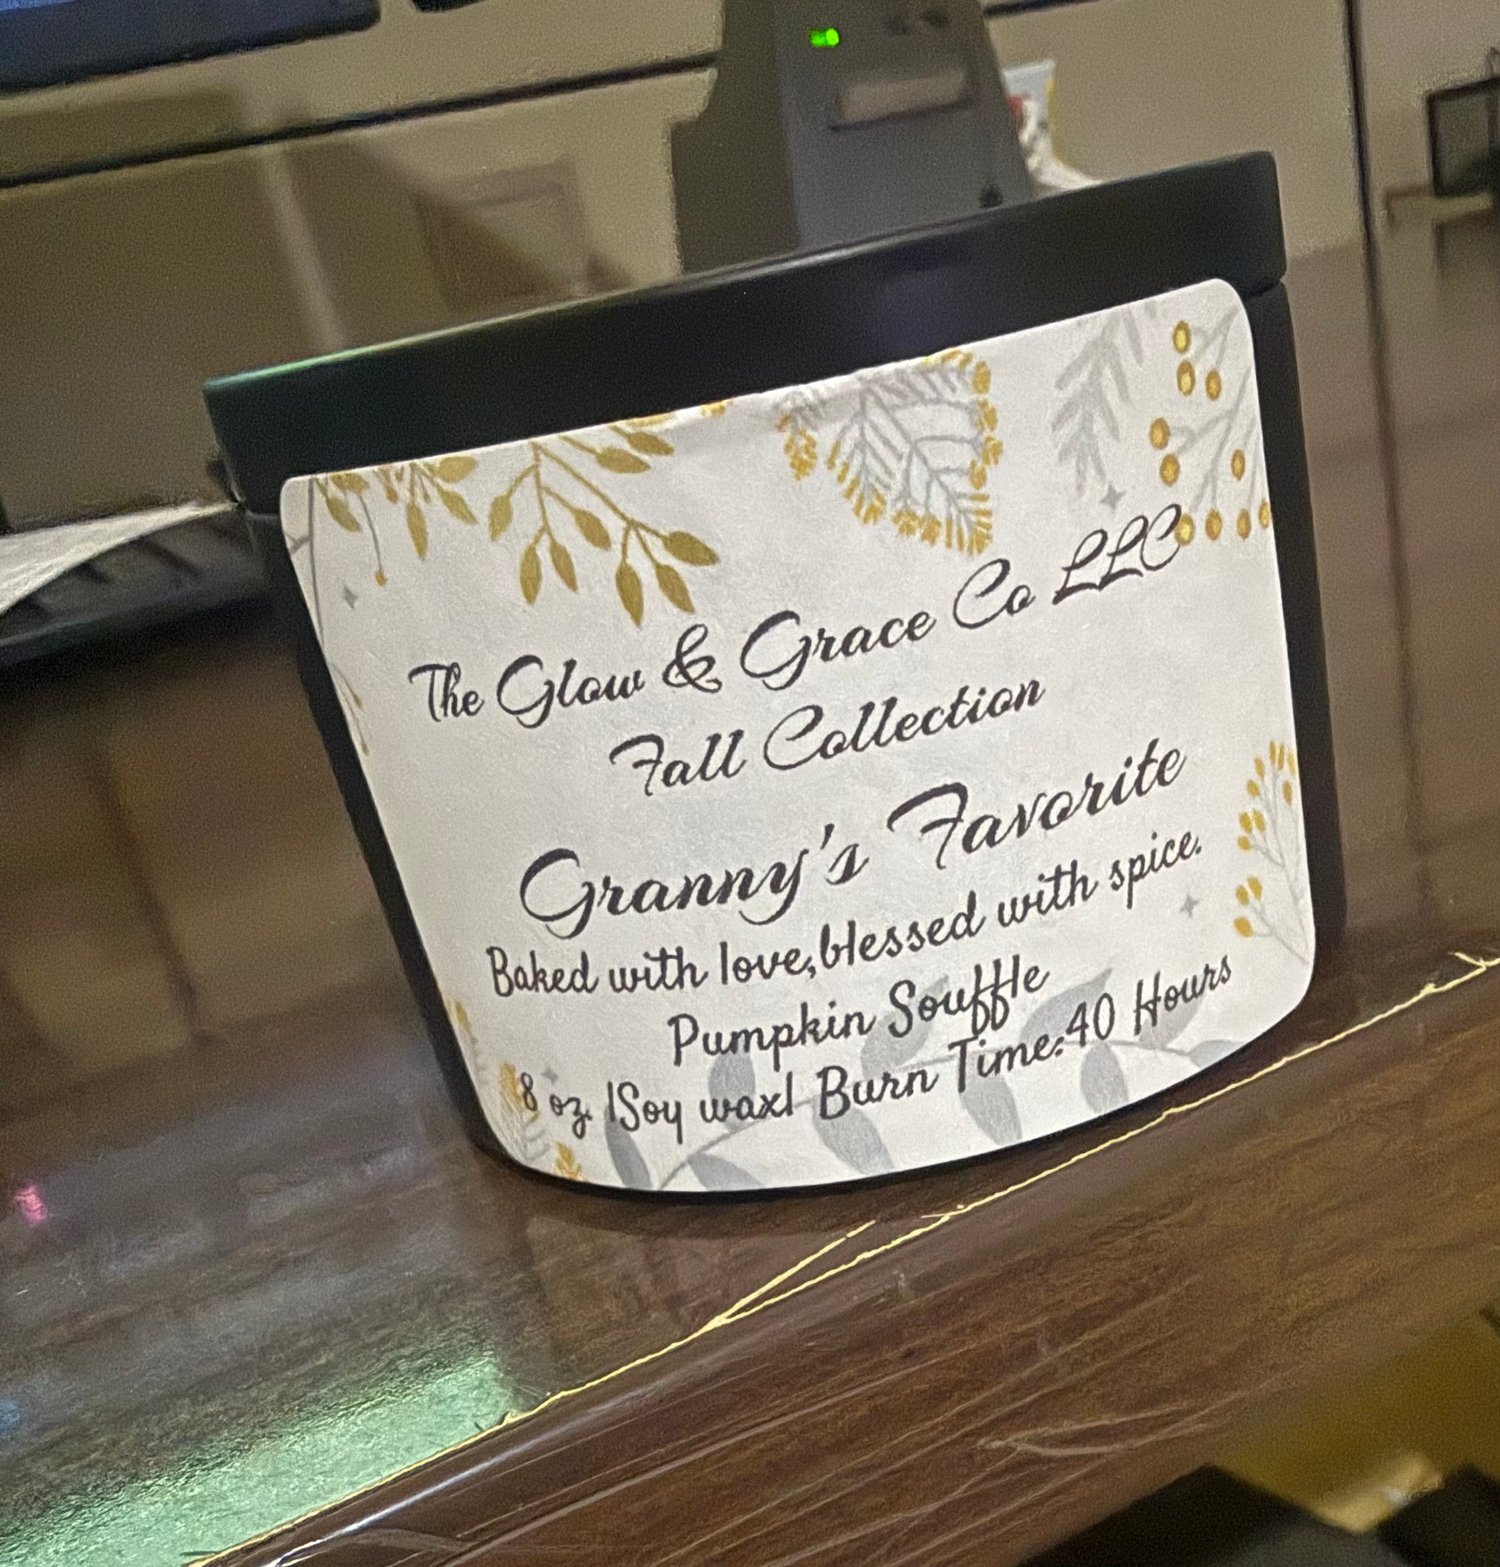 The Glow & Grace Co LLC
Fall Collection
Granny's Favorite
Baked with love,blessed with spice.
Pumpkin Souffle
8 oz. |Soy wax| Burn Time:40 Hours